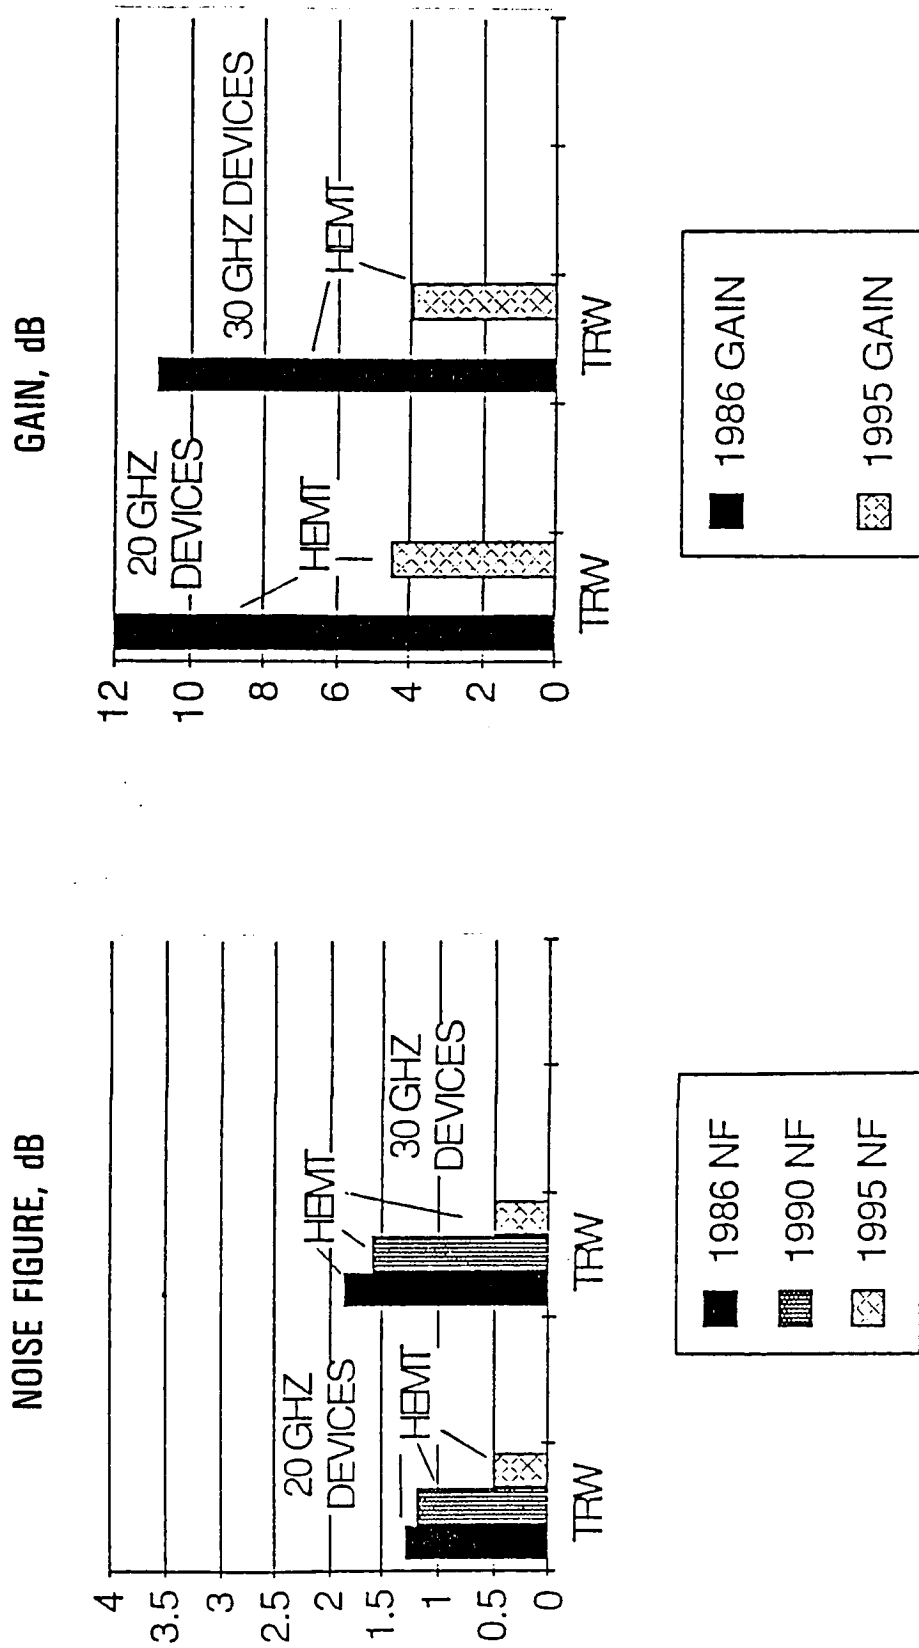 NOISE FIGURE, dB
4
3.5
3
2.5
2
1.5
1
0.5
0
20 GHZ
DEVICES
HEMT
HEMT
30 GHZ
DEVICES
TRW
TRW
1986 NF
1990 NF
1995 NF
GAIN, dB
12
10
8
6
4
2
0
20 GHZ
DEVICES
30 GHZ DEVICES
HEMT
HEMT
TRW
TRW
1986 GAIN
1995 GAIN